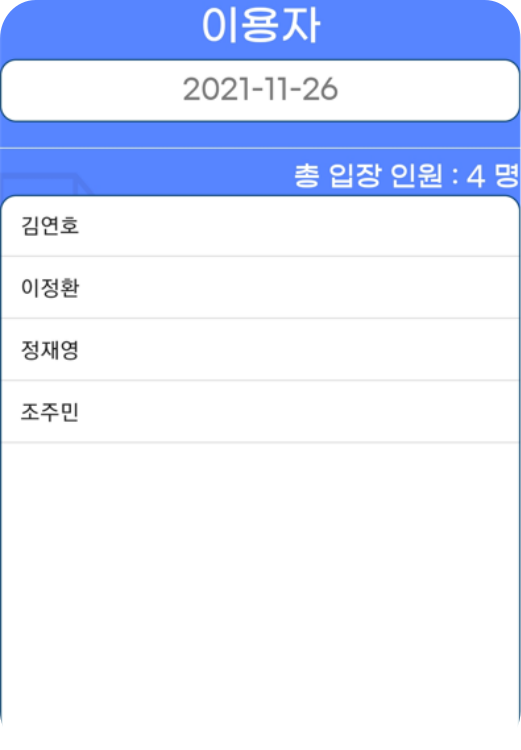 이용자
2021-11-26
총 입장 인원 : 4 명
김연호
이정환
정재영
조주민